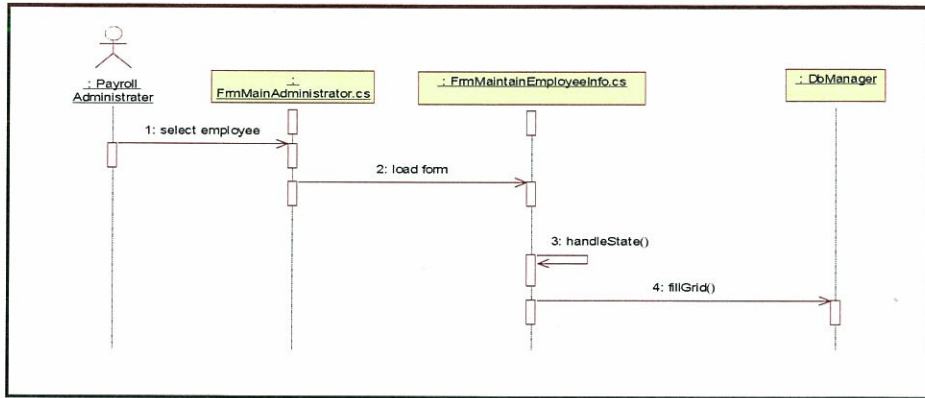 : Payroll
Administrater
:
FrmMainAdministrator.cs
: FrmMaintainEmployeeInfo.cs
: DbManager
1: select employee
2: load form
3: handleState()
4: fillGrid()